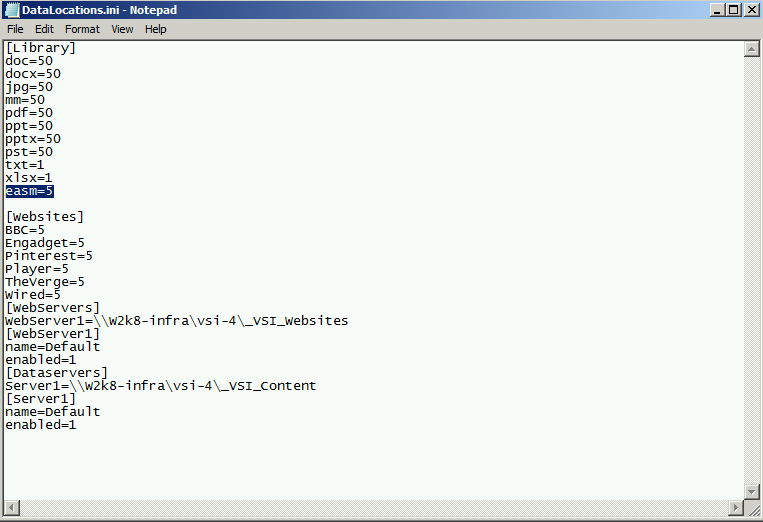 DataLocations.ini - Notepad
File Edit Format View Help
[Library]
doc=50
docx=50
jpg=50
mm=50
pdf=50
ppt=50
pptx=50
pst=50
txt=1
xlsx=1
easm=5
[Websites]
BBC=5
Engadget=5
Pinterest=5
Player=5
TheVerge=5
Wired=5
[WebServers]
WebServer1=\\W2k8-infra\vsi-4\_VSI_Websites
[WebServer1]
name=Default
enabled=1
[Dataservers]
Server1=\\W2k8-infra\vsi-4\_VSI_Content
[Server1]
name=Default
enabled=1